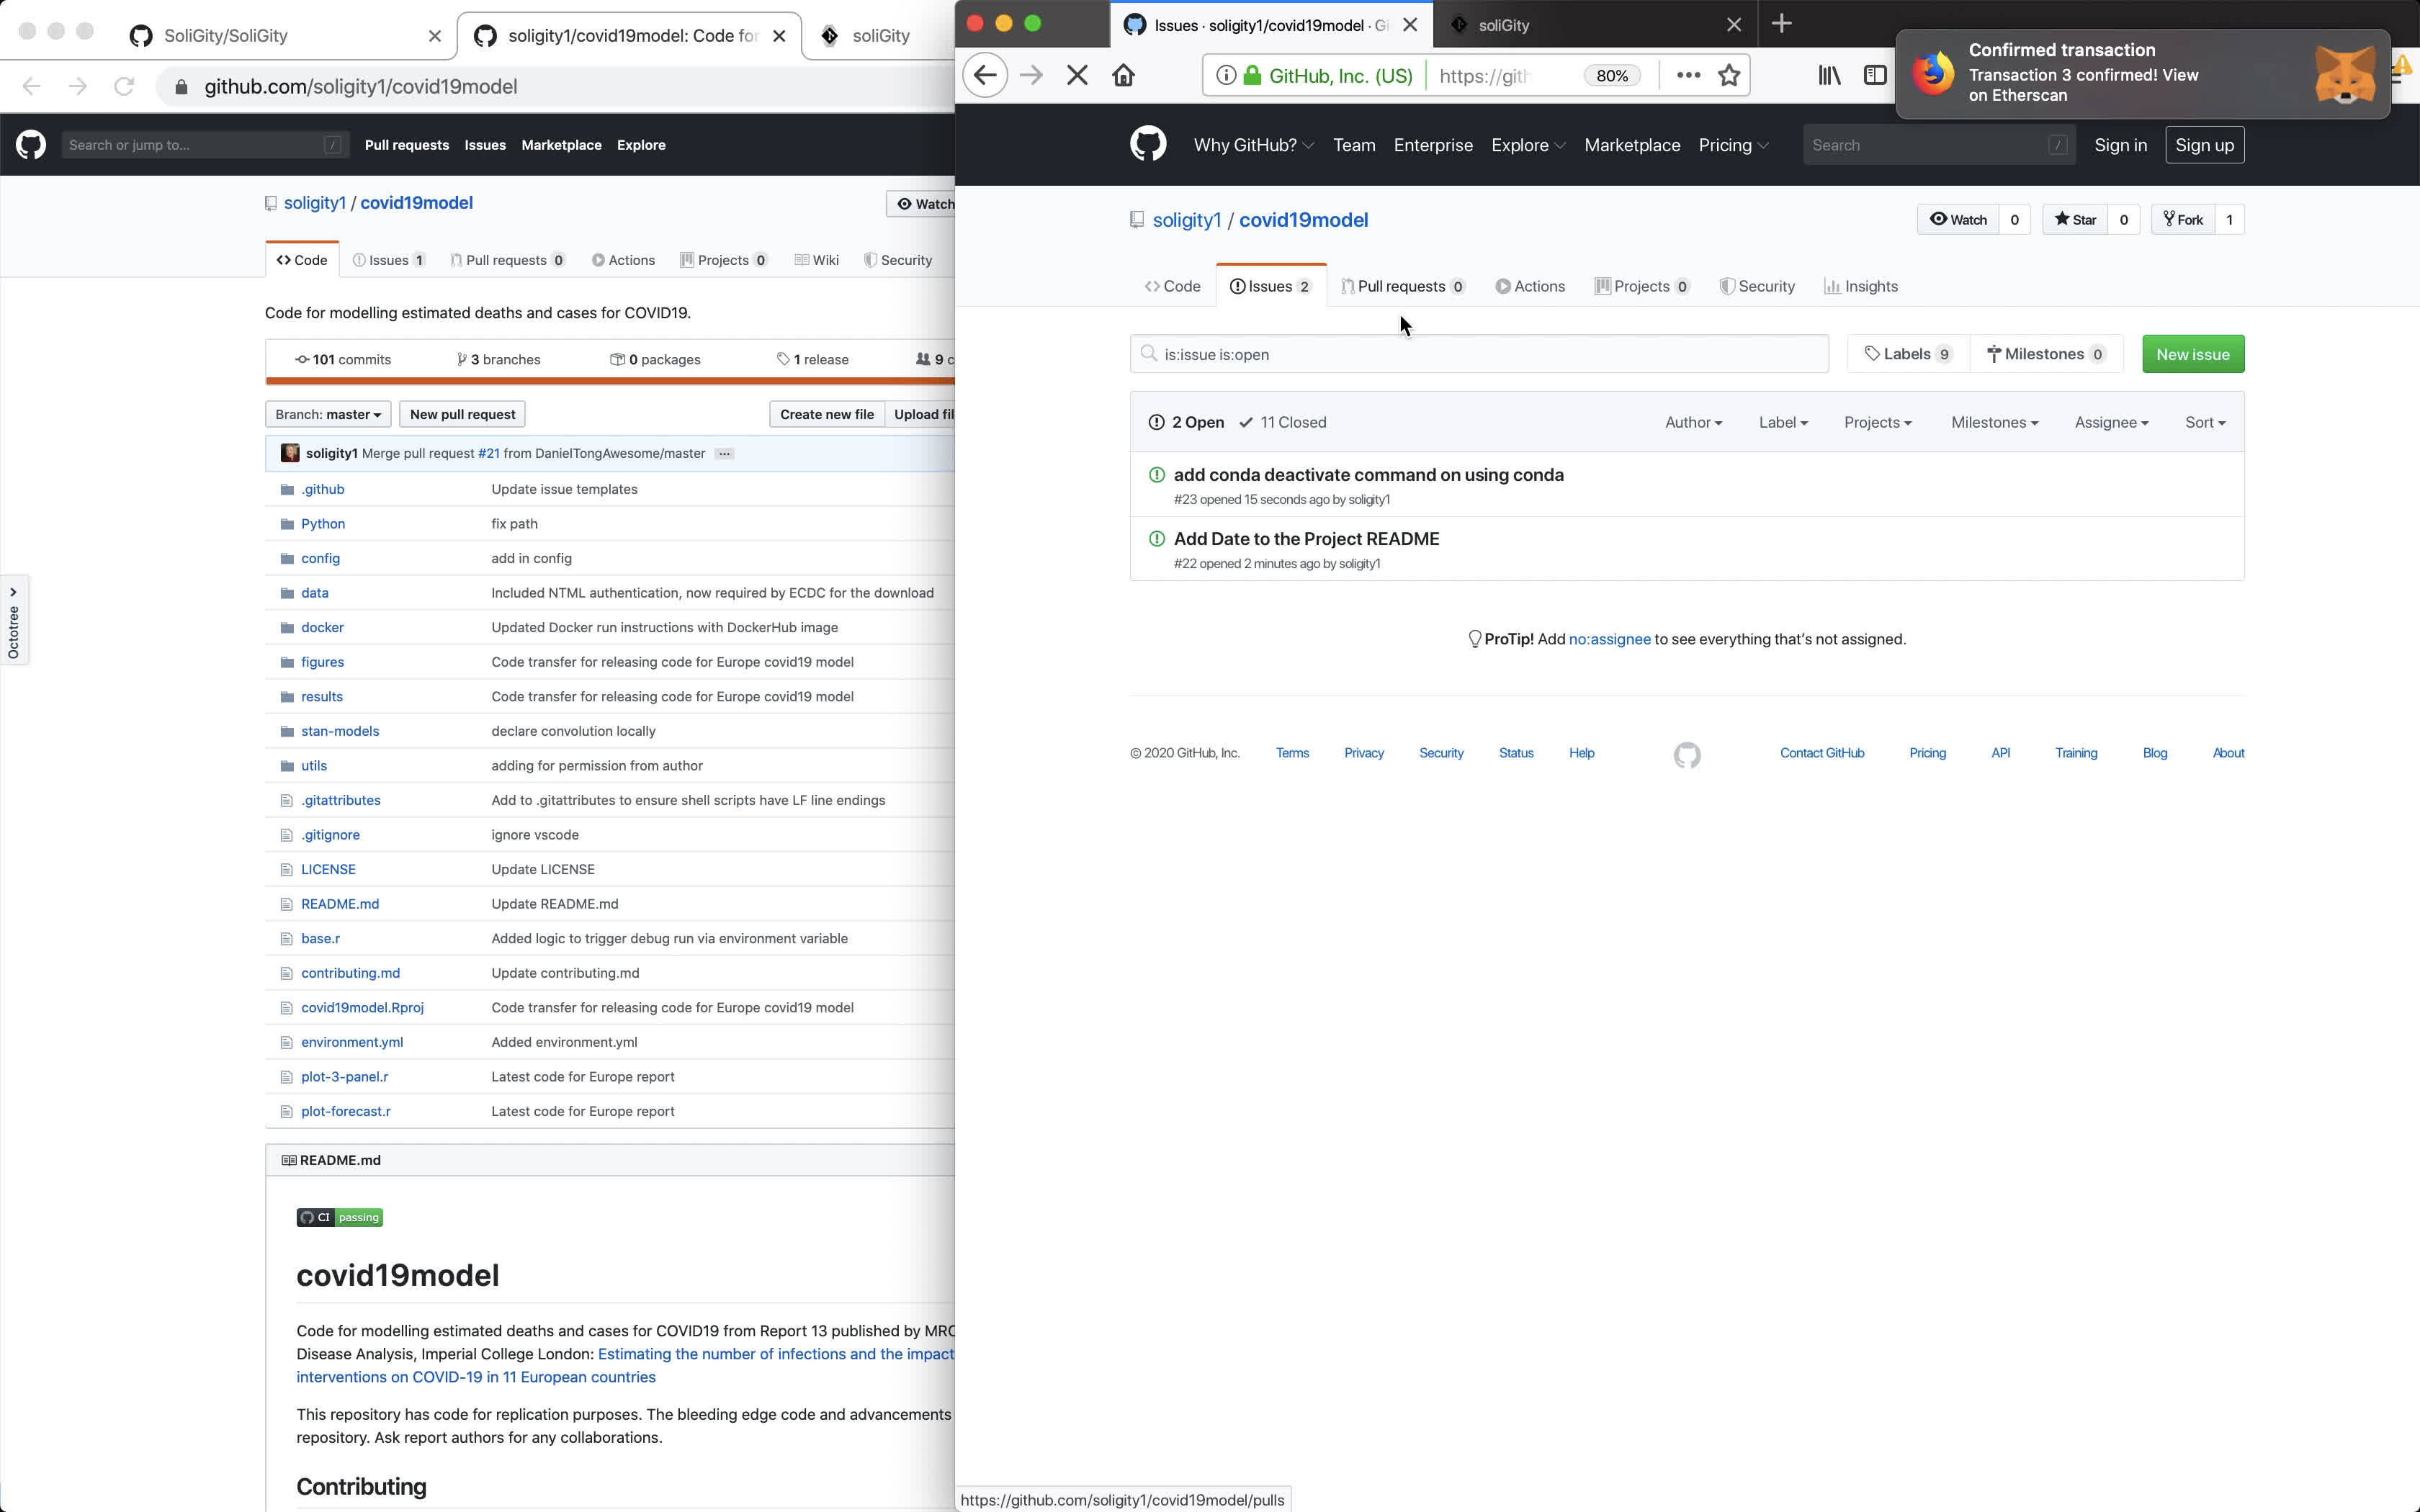 SoliGity/SoliGity
soligity1/covid19model: Code for
soliGity
github.com/soligity1/covid19model
Search or jump to...
/
Pull requests
Issues
Marketplace
Explore
soligity1 / covid19model
Watch
Code
Issues 1
Pull requests 0
Actions
Projects 0
Wiki
Security
Code for modelling estimated deaths and cases for COVID19.
101 commits
3 branches
0 packages
1 release
9 c
Branch: master
New pull request
Create new file
Upload fil
soligity1 Merge pull request #21 from DanielTongAwesome/master ...
.github Update issue templates
Python fix path
config add in config
data Included NTML authentication, now required by ECDC for the download
docker Updated Docker run instructions with DockerHub image
figures Code transfer for releasing code for Europe covid19 model
results Code transfer for releasing code for Europe covid19 model
stan-models declare convolution locally
utils adding for permission from author
.gitattributes Add to .gitattributes to ensure shell scripts have LF line endings
.gitignore ignore vscode
LICENSE Update LICENSE
README.md Update README.md
base.r Added logic to trigger debug run via environment variable
contributing.md Update contributing.md
covid19model.Rproj Code transfer for releasing code for Europe covid19 model
environment.yml Added environment.yml
plot-3-panel.r Latest code for Europe report
plot-forecast.r Latest code for Europe report
README.md
CI passing
covid19model
Code for modelling estimated deaths and cases for COVID19 from Report 13 published by MRC
Disease Analysis, Imperial College London: Estimating the number of infections and the impact
interventions on COVID-19 in 11 European countries
This repository has code for replication purposes. The bleeding edge code and advancements
repository. Ask report authors for any collaborations.
Contributing
Octotree
Issues · soligity1/covid19model · Gi
soliGity
GitHub, Inc. (US)
https://gith
80%
Confirmed transaction
Transaction 3 confirmed! View
on Etherscan
Why GitHub?
Team
Enterprise
Explore
Marketplace
Pricing
Search
/
Sign in
Sign up
soligity1 / covid19model
Watch 0
Star 0
Fork 1
Code
Issues 2
Pull requests 0
Actions
Projects 0
Security
Insights
is:issue is:open
Labels 9
Milestones 0
New issue
2 Open
11 Closed
Author
Label
Projects
Milestones
Assignee
Sort
add conda deactivate command on using conda
#23 opened 15 seconds ago by soligity1
Add Date to the Project README
#22 opened 2 minutes ago by soligity1
ProTip! Add no:assignee to see everything that's not assigned.
© 2020 GitHub, Inc.
Terms
Privacy
Security
Status
Help
Contact GitHub
Pricing
API
Training
Blog
About
https://github.com/soligity1/covid19model/pulls